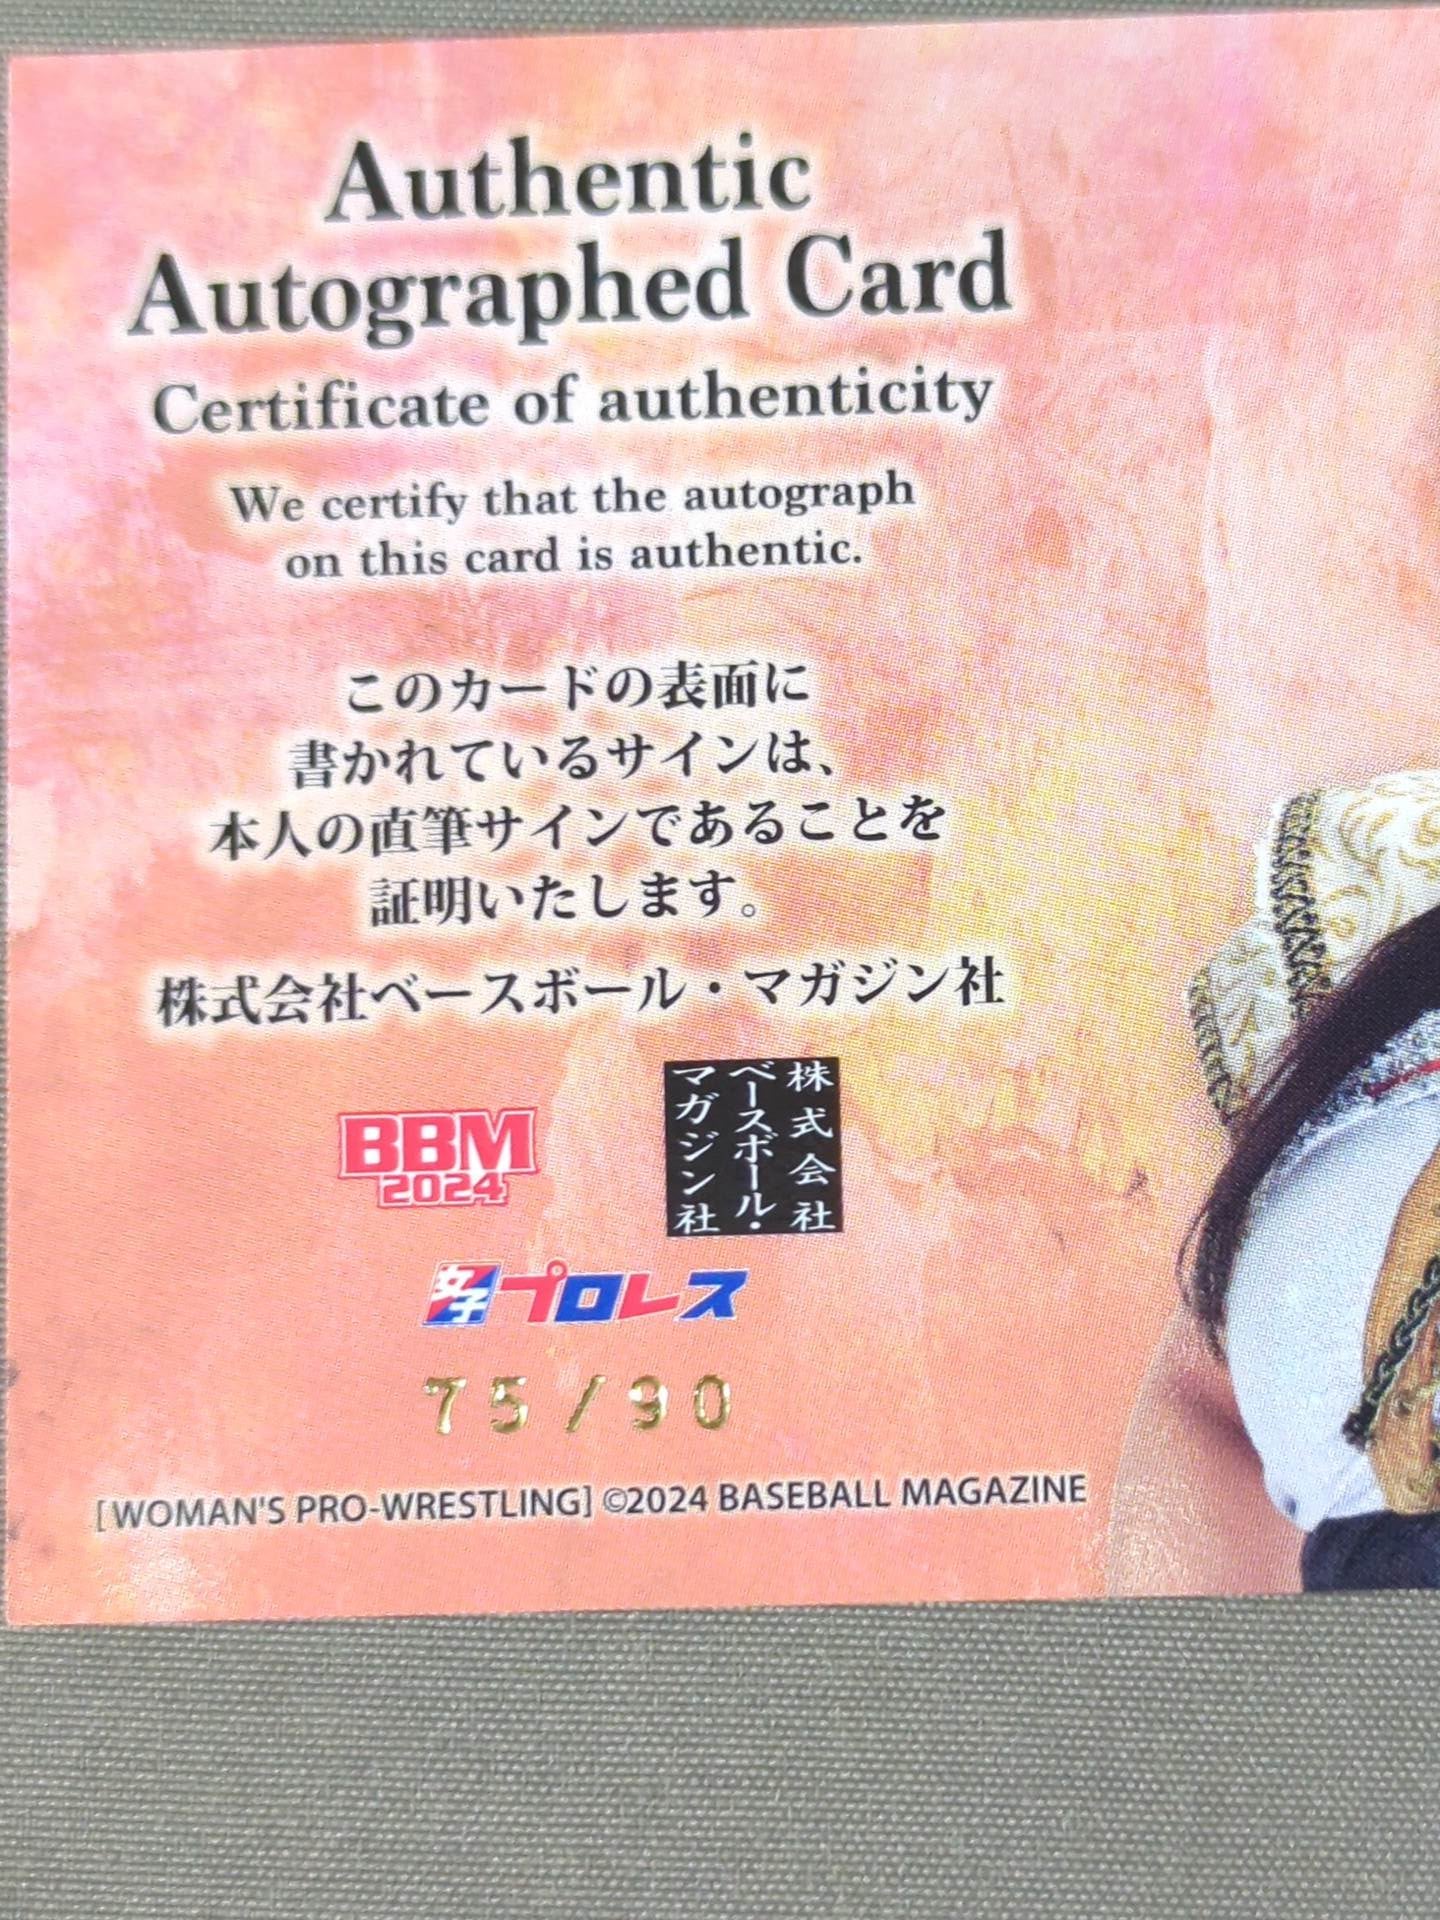 Authentic
Autographed Card
Certificate of authenticity
We certify that the autograph
on this card is authentic.
このカードの表面に
書かれているサインは、
本人の直筆サインであることを
証明いたします。
株式会社ベースボール・マガジン社
BBM
2024
株式会社
ベースボール・
マガジン社
女子プロレス
75/90
[WOMAN'S PRO-WRESTLING] ©2024 BASEBALL MAGAZINE